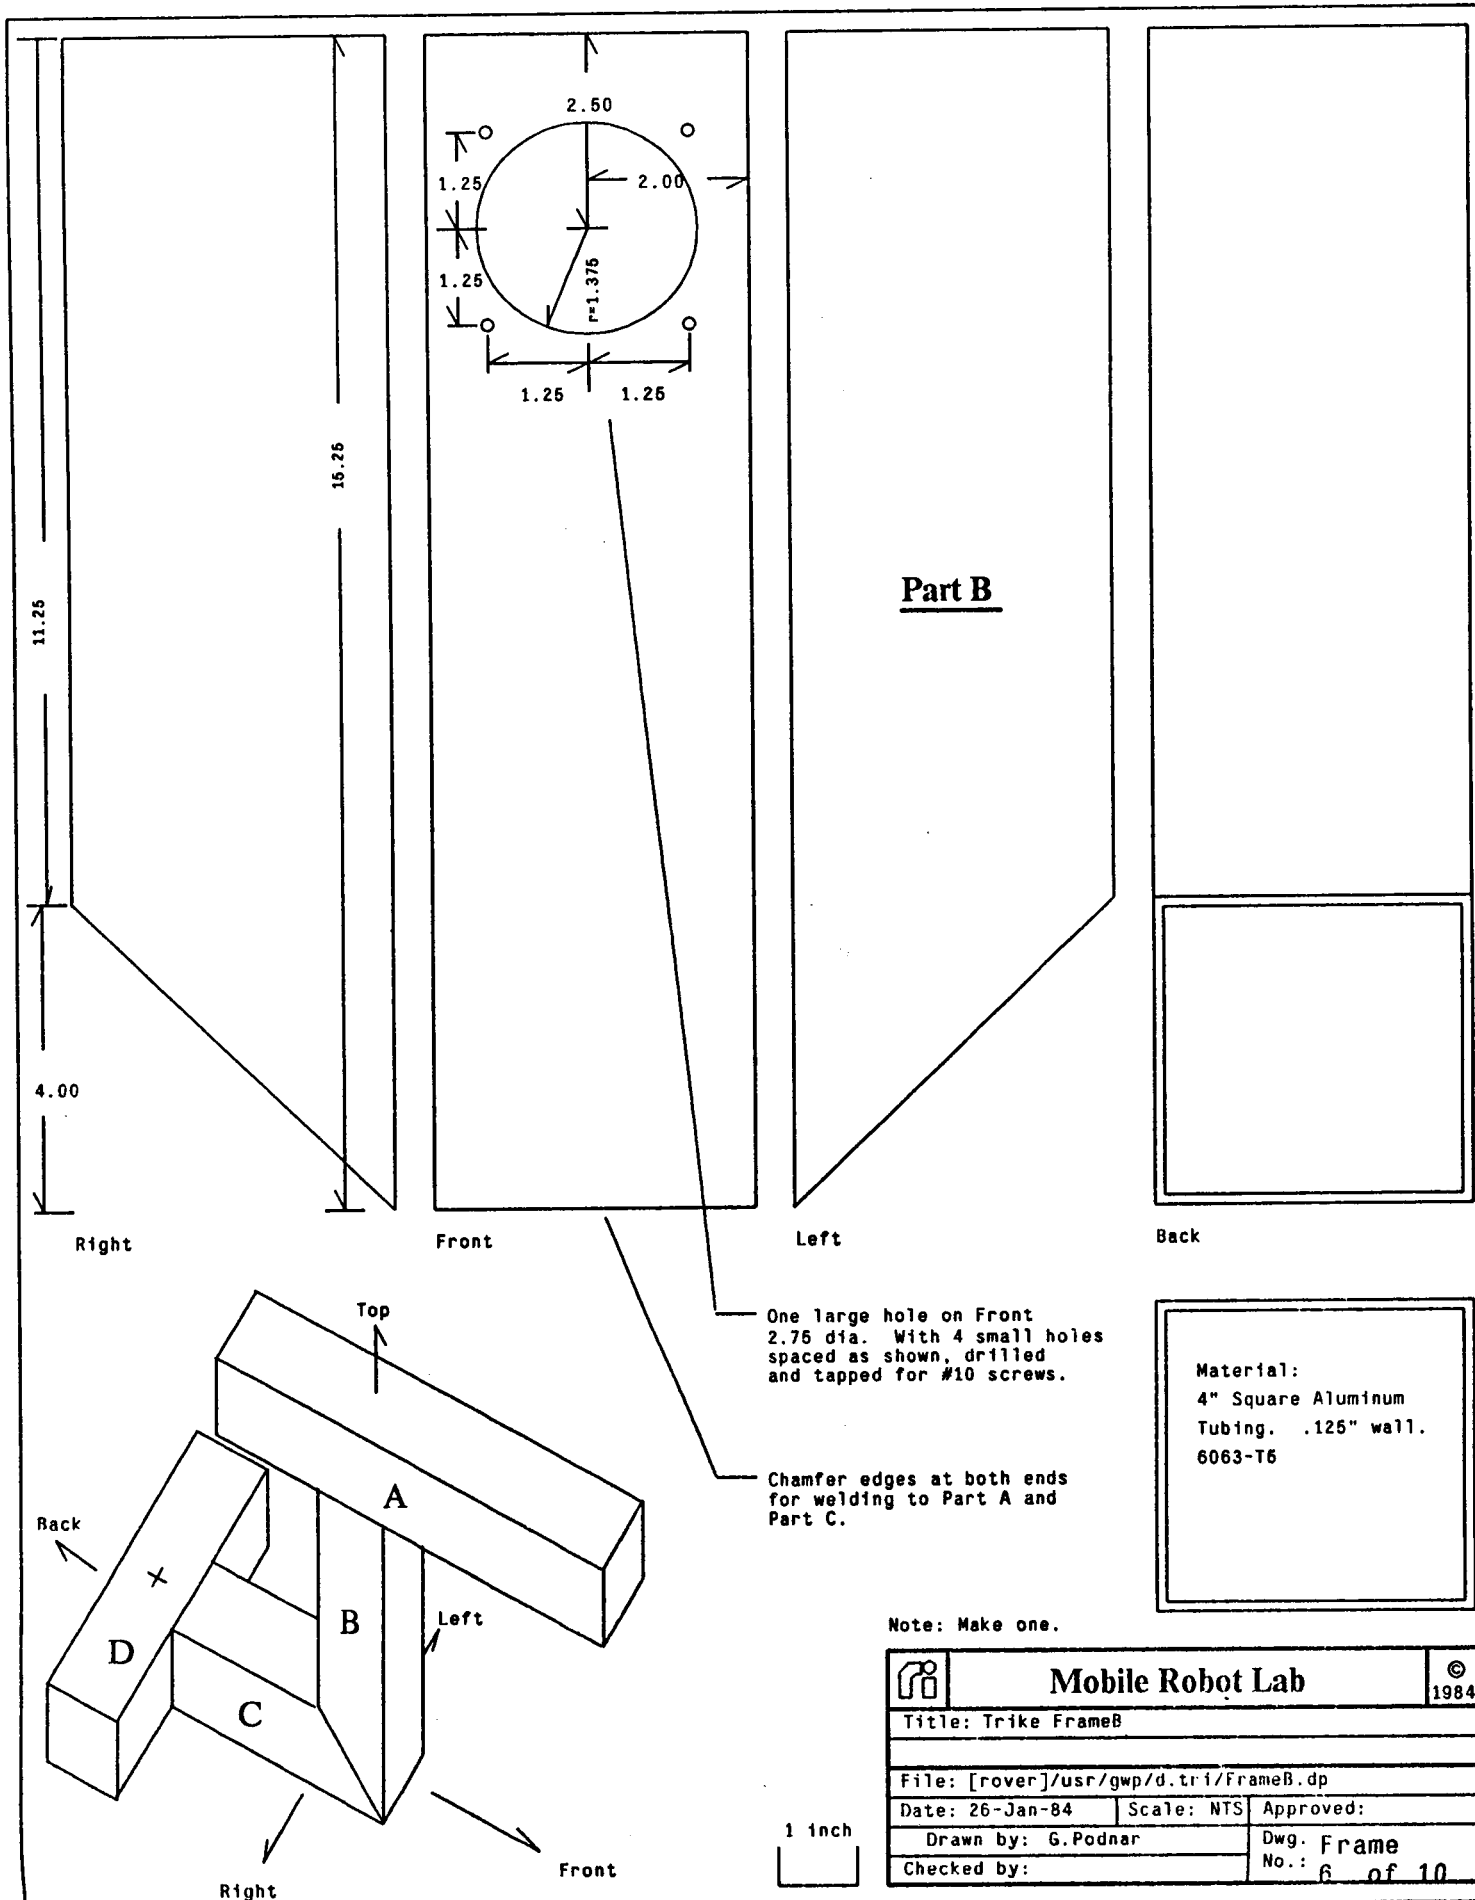 2.50
1.25
2.00
1.25
r=1.375
1.25
1.25
15.25
11.25
4.00
Part B
Right
Front
Left
Back
One large hole on Front
2.75 dia. With 4 small holes
spaced as shown, drilled
and tapped for #10 screws.
Chamfer edges at both ends
for welding to Part A and
Part C.
Material:
4" Square Aluminum
Tubing. .125" wall.
6063-T6
Top
A
Back
B
Left
D
C
Front
Right
1 inch
Note: Make one.
ri
Mobile Robot Lab
©
1984
Title: Trike FrameB
File: [rover]/usr/gwp/d.tri/FrameB.dp
Date: 26-Jan-84
Scale: NTS
Approved:
Drawn by: G.Podnar
Dwg. Frame
Checked by:
No.: 6 of 10